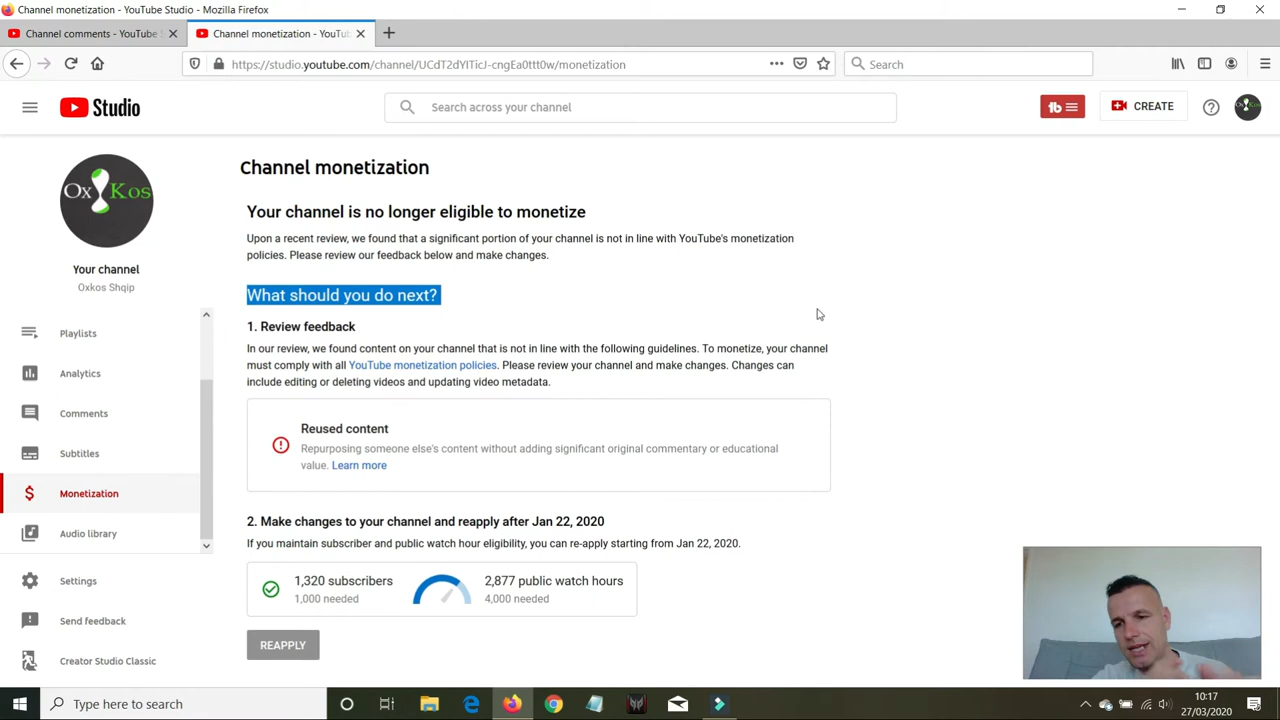 Channel monetization - YouTube Studio - Mozilla Firefox
Channel comments - YouTube S
Channel monetization - YouTub
https://studio.youtube.com/channel/UCdT2dYITicJ-cngEa0ttt0w/monetization
Search
Studio
Search across your channel
tb
CREATE
Ox Kos
Your channel
Oxkos Shqip
Playlists
Analytics
Comments
Subtitles
Monetization
Audio library
Settings
Send feedback
Creator Studio Classic
Channel monetization
Your channel is no longer eligible to monetize
Upon a recent review, we found that a significant portion of your channel is not in line with YouTube's monetization
policies. Please review our feedback below and make changes.
What should you do next?
1. Review feedback
In our review, we found content on your channel that is not in line with the following guidelines. To monetize, your channel
must comply with all YouTube monetization policies. Please review your channel and make changes. Changes can
include editing or deleting videos and updating video metadata.
Reused content
Repurposing someone else's content without adding significant original commentary or educational
value. Learn more
2. Make changes to your channel and reapply after Jan 22, 2020
If you maintain subscriber and public watch hour eligibility, you can re-apply starting from Jan 22, 2020.
1,320 subscribers
1,000 needed
2,877 public watch hours
4,000 needed
REAPPLY
Type here to search
10:17
27/03/2020